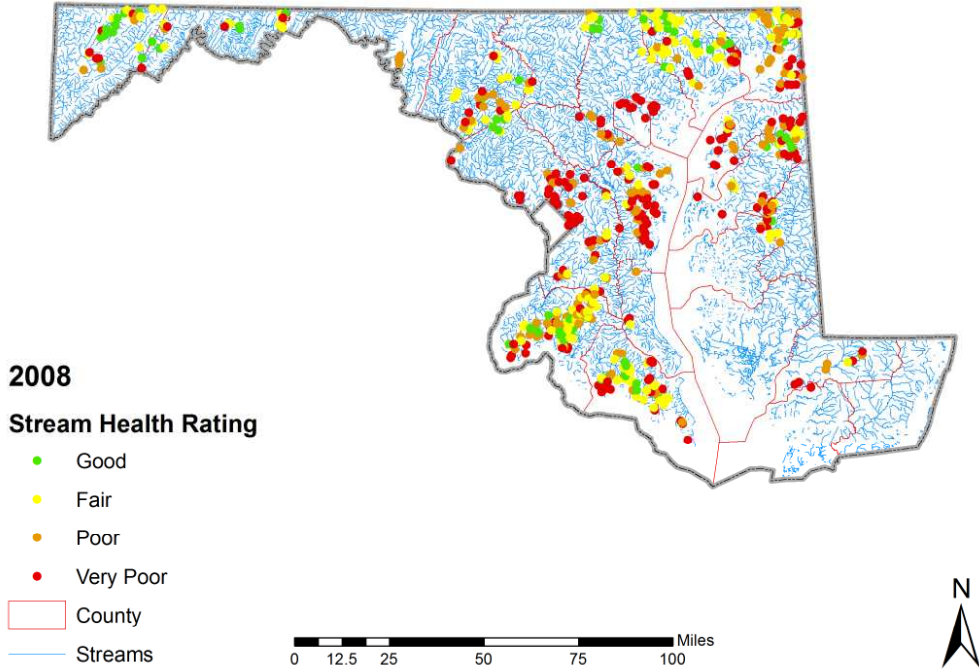 2008
Stream Health Rating
Good
Fair
Poor
Very Poor
County
Streams
Miles
0 12.5 25 50 75 100
N